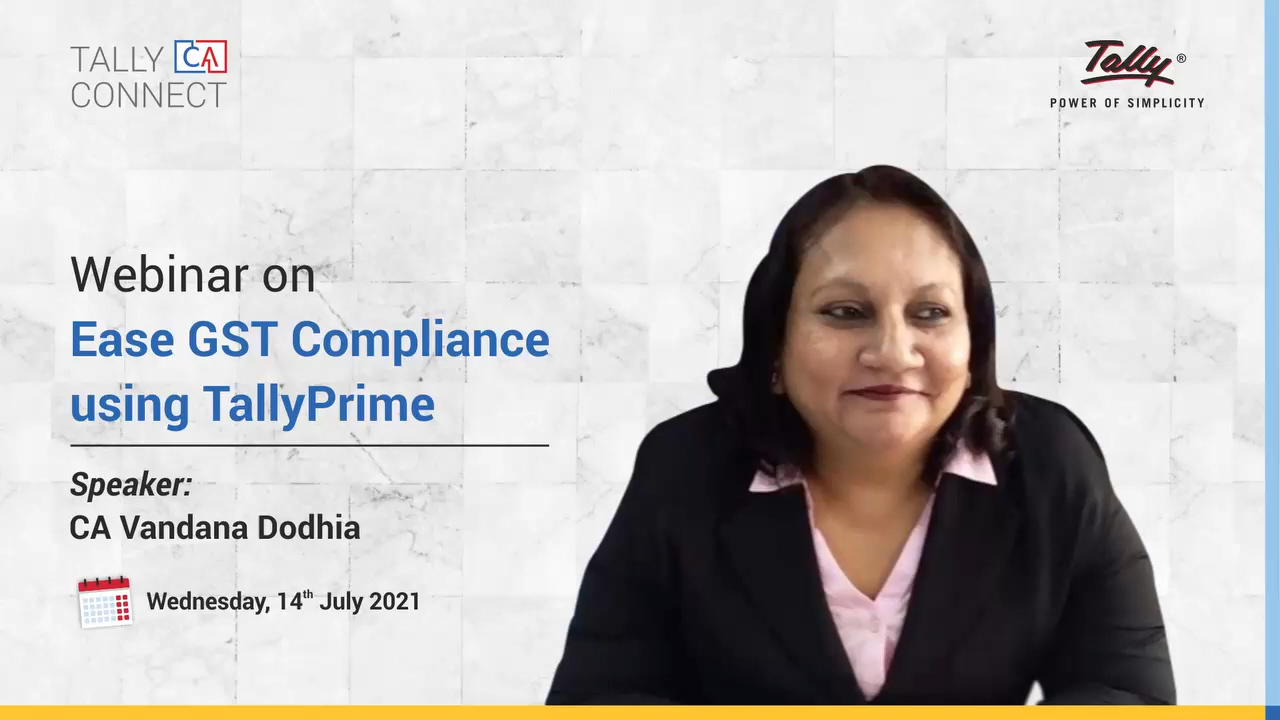 TALLY CA
CONNECT
Tally®
POWER OF SIMPLICITY
Webinar on
Ease GST Compliance
using TallyPrime
Speaker:
CA Vandana Dodhia
Wednesday, 14th July 2021